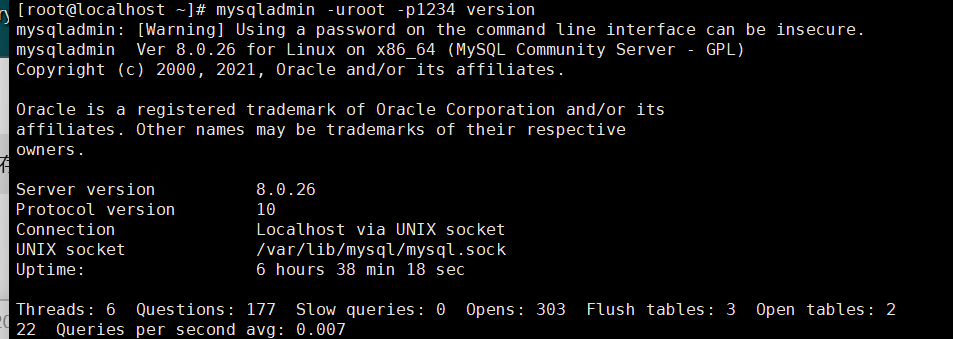 [root@localhost ~]# mysqladmin -uroot -p1234 version
mysqladmin: [Warning] Using a password on the command line interface can be insecure.
mysqladmin  Ver 8.0.26 for Linux on x86_64 (MySQL Community Server - GPL)
Copyright (c) 2000, 2021, Oracle and/or its affiliates.

Oracle is a registered trademark of Oracle Corporation and/or its
affiliates. Other names may be trademarks of their respective
owners.

Server version          8.0.26
Protocol version        10
Connection              Localhost via UNIX socket
UNIX socket             /var/lib/mysql/mysql.sock
Uptime:                 6 hours 38 min 18 sec

Threads: 6  Questions: 177  Slow queries: 0  Opens: 303  Flush tables: 3  Open tables: 2
22  Queries per second avg: 0.007